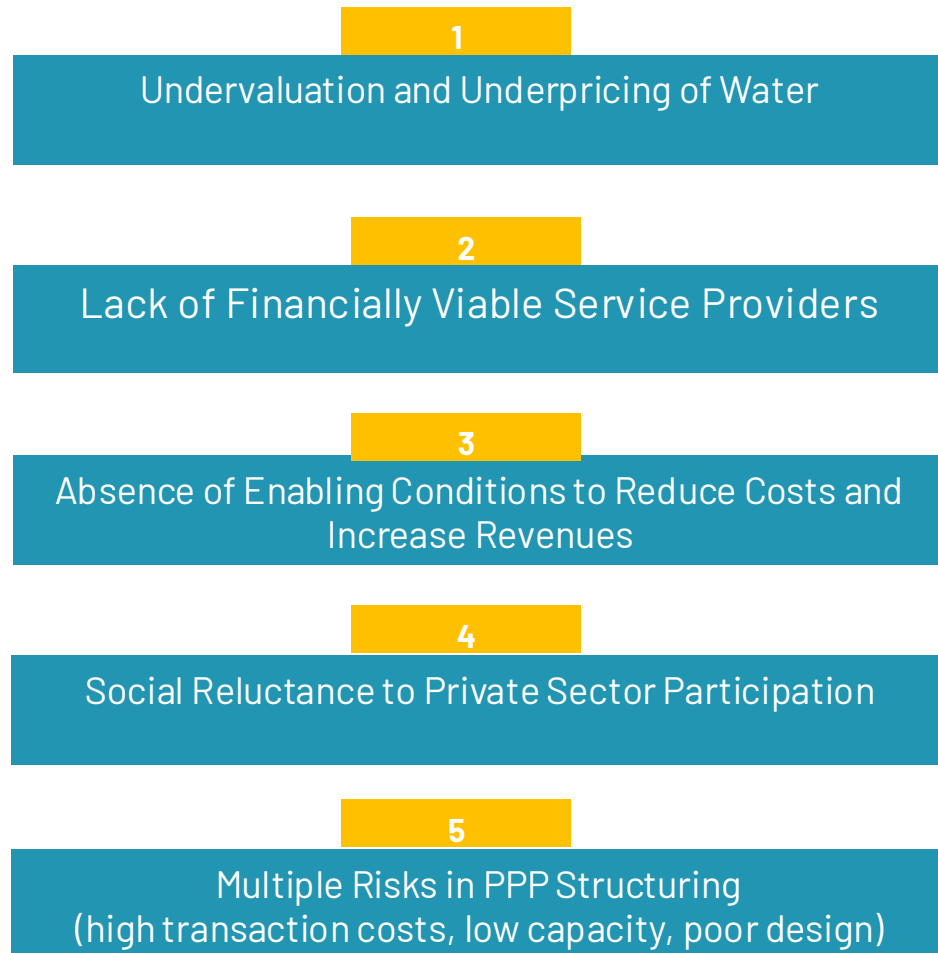 1
Undervaluation and Underpricing of Water
2
Lack of Financially Viable Service Providers
3
Absence of Enabling Conditions to Reduce Costs and
Increase Revenues
4
Social Reluctance to Private Sector Participation
5
Multiple Risks in PPP Structuring
(high transaction costs, low capacity, poor design)